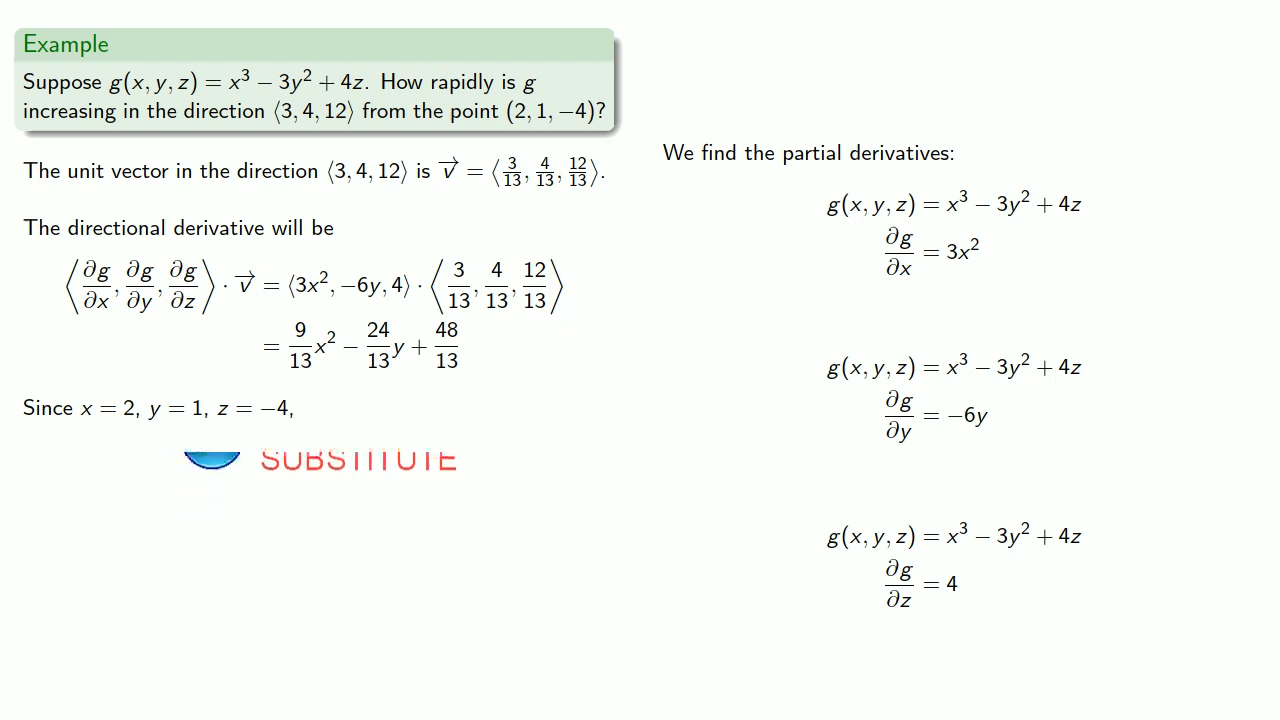 Example
Suppose g(x, y, z) = x³ − 3y² + 4z. How rapidly is g
increasing in the direction ⟨3, 4, 12⟩ from the point (2, 1, −4)?
The unit vector in the direction ⟨3, 4, 12⟩ is v⃗ = ⟨3/13, 4/13, 12/13⟩.
The directional derivative will be
⟨∂g/∂x, ∂g/∂y, ∂g/∂z⟩ · v⃗ = ⟨3x², −6y, 4⟩ · ⟨3/13, 4/13, 12/13⟩
= 9/13 x² − 24/13 y + 48/13
Since x = 2, y = 1, z = −4,
SUBSTITUTE
We find the partial derivatives:
g(x, y, z) = x³ − 3y² + 4z
∂g/∂x = 3x²
g(x, y, z) = x³ − 3y² + 4z
∂g/∂y = −6y
g(x, y, z) = x³ − 3y² + 4z
∂g/∂z = 4